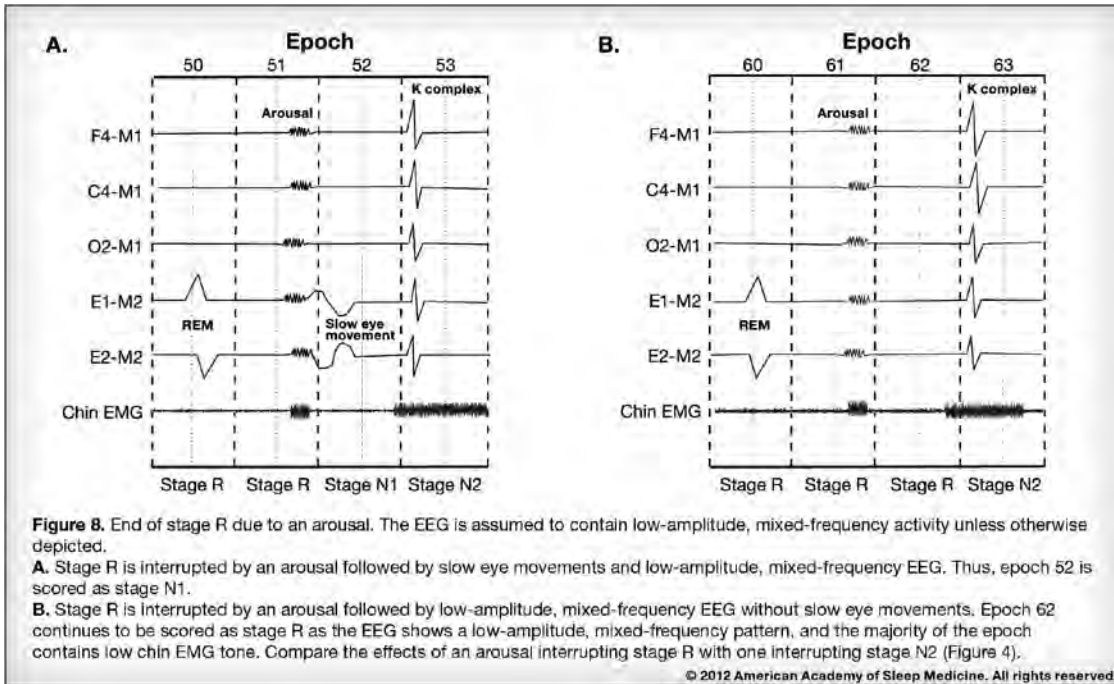 A.
Epoch
50 51 52 53
K complex
Arousal
F4-M1
C4-M1
O2-M1
E1-M2
REM
Slow eye
movement
E2-M2
Chin EMG
Stage R Stage R Stage N1 Stage N2
B.
Epoch
60 61 62 63
K complex
Arousal
F4-M1
C4-M1
O2-M1
E1-M2
REM
E2-M2
Chin EMG
Stage R Stage R Stage R Stage N2
Figure 8. End of stage R due to an arousal. The EEG is assumed to contain low-amplitude, mixed-frequency activity unless otherwise
depicted.
A. Stage R is interrupted by an arousal followed by slow eye movements and low-amplitude, mixed-frequency EEG. Thus, epoch 52 is
scored as stage N1.
B. Stage R is interrupted by an arousal followed by low-amplitude, mixed-frequency EEG without slow eye movements. Epoch 62
continues to be scored as stage R as the EEG shows a low-amplitude, mixed-frequency pattern, and the majority of the epoch
contains low chin EMG tone. Compare the effects of an arousal interrupting stage R with one interrupting stage N2 (Figure 4).
© 2012 American Academy of Sleep Medicine. All rights reserved